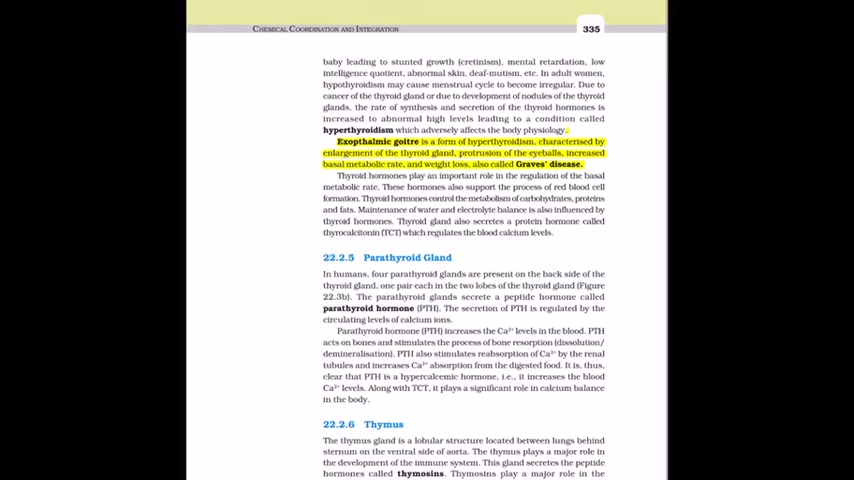 CHEMICAL COORDINATION AND INTEGRATION 335
baby leading to stunted growth (cretinism), mental retardation, low
intelligence quotient, abnormal skin, deaf-mutism, etc. In adult women,
hypothyroidism may cause menstrual cycle to become irregular. Due to
cancer of the thyroid gland or due to development of nodules of the thyroid
glands, the rate of synthesis and secretion of the thyroid hormones is
increased to abnormal high levels leading to a condition called
hyperthyroidism which adversely affects the body physiology.
Exopthalmic goitre is a form of hyperthyroidism, characterised by
enlargement of the thyroid gland, protrusion of the eyeballs, increased
basal metabolic rate, and weight loss, also called Graves' disease.
Thyroid hormones play an important role in the regulation of the basal
metabolic rate. These hormones also support the process of red blood cell
formation. Thyroid hormones control the metabolism of carbohydrates, proteins
and fats. Maintenance of water and electrolyte balance is also influenced by
thyroid hormones. Thyroid gland also secretes a protein hormone called
thyrocalcitonin (TCT) which regulates the blood calcium levels.
22.2.5 Parathyroid Gland
In humans, four parathyroid glands are present on the back side of the
thyroid gland, one pair each in the two lobes of the thyroid gland (Figure
22.3b). The parathyroid glands secrete a peptide hormone called
parathyroid hormone (PTH). The secretion of PTH is regulated by the
circulating levels of calcium ions.
Parathyroid hormone (PTH) increases the Ca²⁺ levels in the blood. PTH
acts on bones and stimulates the process of bone resorption (dissolution/
demineralisation). PTH also stimulates reabsorption of Ca²⁺ by the renal
tubules and increases Ca²⁺ absorption from the digested food. It is, thus,
clear that PTH is a hypercalcemic hormone, i.e., it increases the blood
Ca²⁺ levels. Along with TCT, it plays a significant role in calcium balance
in the body.
22.2.6 Thymus
The thymus gland is a lobular structure located between lungs behind
sternum on the ventral side of aorta. The thymus plays a major role in
the development of the immune system. This gland secretes the peptide
hormones called thymosins. Thymosins play a major role in the